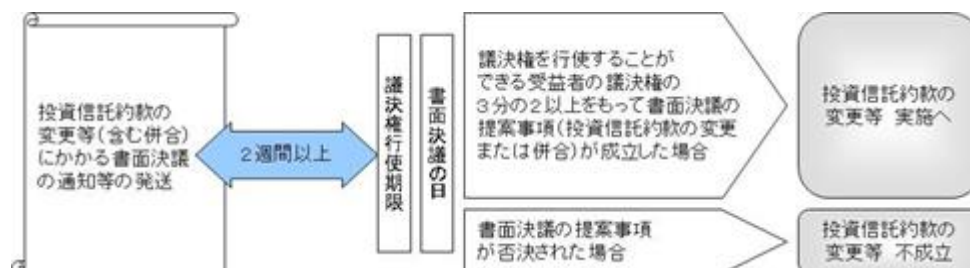 投資信託約款の
変更等(含む併合)
にかかる書面決議
の通知等の発送
2週間以上
議決権行使期限
書面決議の日
議決権を行使することが
できる受益者の議決権の
3分の2以上をもって書面決議の
提案事項(投資信託約款の変更
または併合)が成立した場合
投資信託約款の
変更等 実施へ
書面決議の提案事項
が否決された場合
投資信託約款の
変更等 不成立